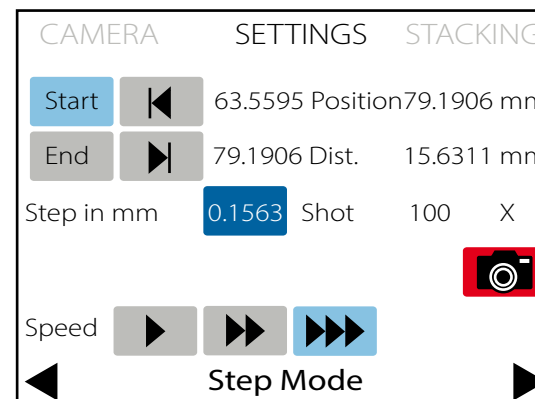 CAMERA SETTINGS STACKING
Start 63.5595 Position 79.1906 mm
End 79.1906 Dist. 15.6311 mm
Step in mm 0.1563 Shot 100 X
Speed
Step Mode